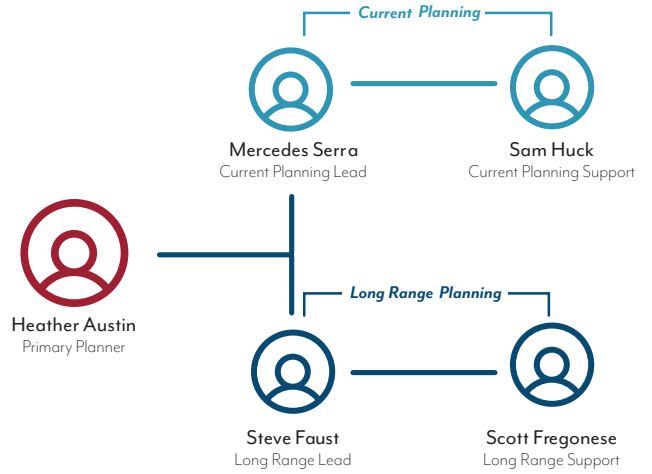 Current Planning
Mercedes Serra
Current Planning Lead
Sam Huck
Current Planning Support
Heather Austin
Primary Planner
Long Range Planning
Steve Faust
Long Range Lead
Scott Fregonese
Long Range Support